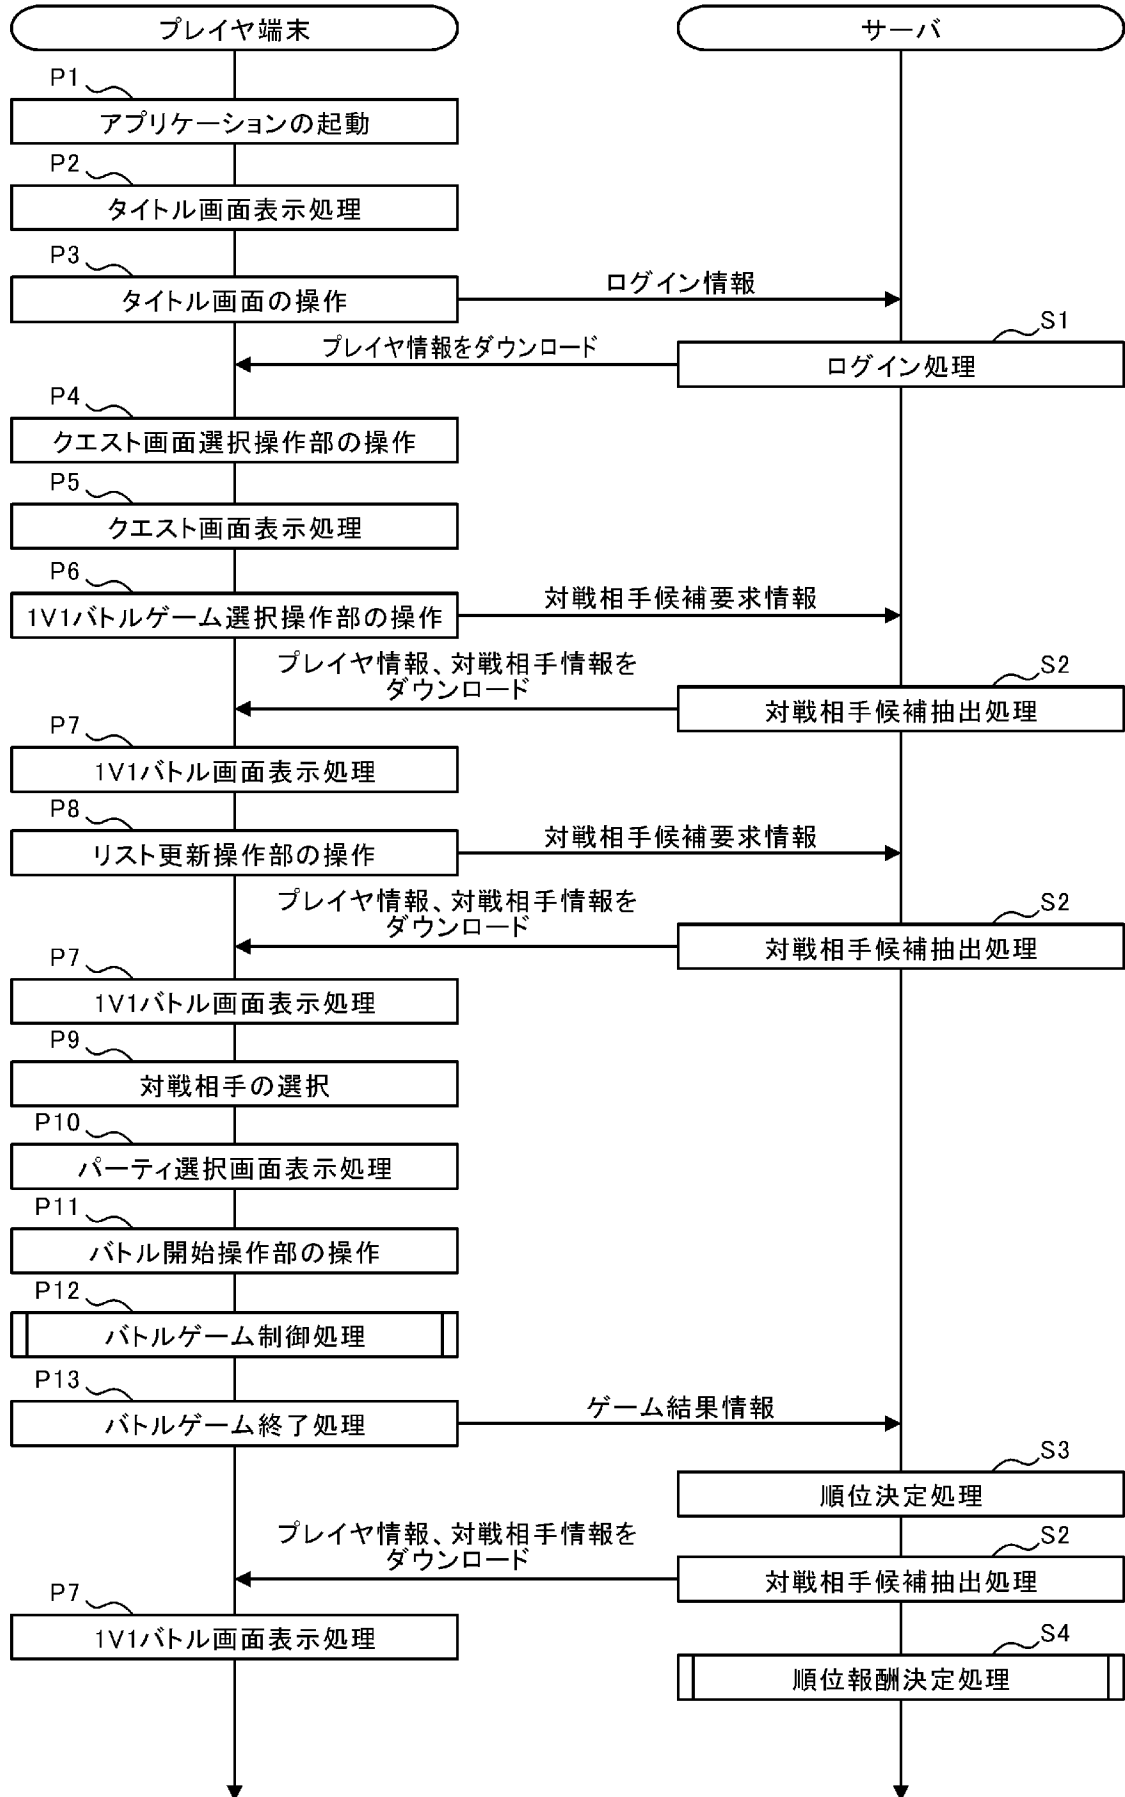 プレイヤ端末
サーバ
P1
アプリケーションの起動
P2
タイトル画面表示処理
P3
タイトル画面の操作
ログイン情報
S1
プレイヤ情報をダウンロード
ログイン処理
P4
クエスト画面選択操作部の操作
P5
クエスト画面表示処理
P6
1V1バトルゲーム選択操作部の操作
対戦相手候補要求情報
プレイヤ情報、対戦相手情報を
ダウンロード
S2
対戦相手候補抽出処理
P7
1V1バトル画面表示処理
P8
リスト更新操作部の操作
対戦相手候補要求情報
プレイヤ情報、対戦相手情報を
ダウンロード
S2
対戦相手候補抽出処理
P7
1V1バトル画面表示処理
P9
対戦相手の選択
P10
パーティ選択画面表示処理
P11
バトル開始操作部の操作
P12
バトルゲーム制御処理
P13
バトルゲーム終了処理
ゲーム結果情報
S3
順位決定処理
プレイヤ情報、対戦相手情報を
ダウンロード
S2
対戦相手候補抽出処理
P7
1V1バトル画面表示処理
S4
順位報酬決定処理